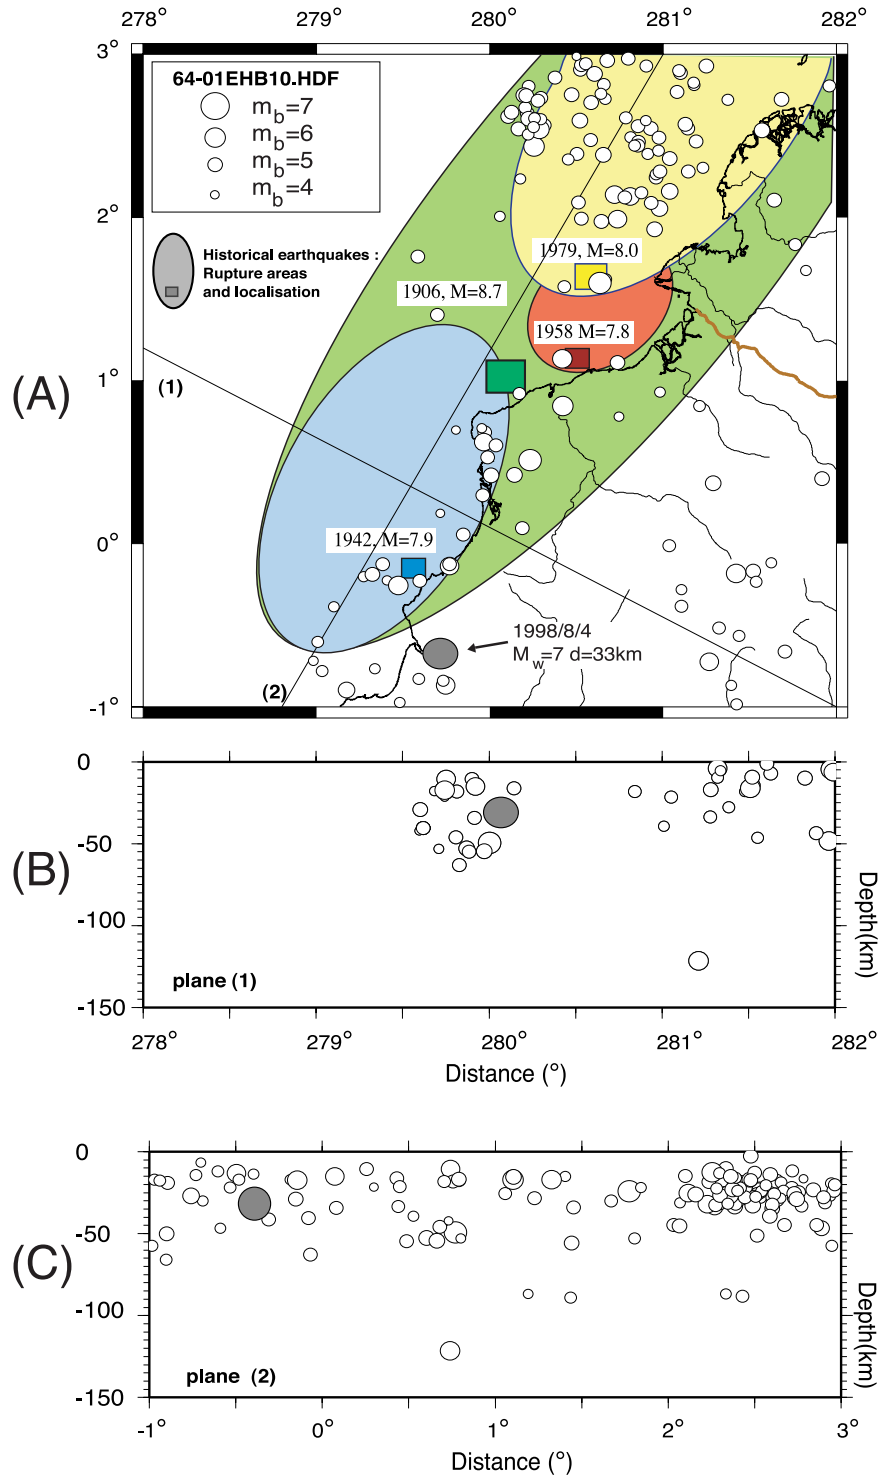 278° 279° 280° 281° 282°
3°
2°
1°
0°
-1°
(A)
64-01EHB10.HDF
m_b=7
m_b=6
m_b=5
m_b=4
Historical earthquakes :
Rupture areas
and localisation
1979, M=8.0
1906, M=8.7
1958 M=7.8
(1)
1942, M=7.9
1998/8/4
M_w=7 d=33km
(2)
(B)
0
-50
-100
-150
plane (1)
Depth(km)
278° 279° 280° 281° 282°
Distance (°)
(C)
0
-50
-100
-150
plane (2)
Depth(km)
-1° 0° 1° 2° 3°
Distance (°)